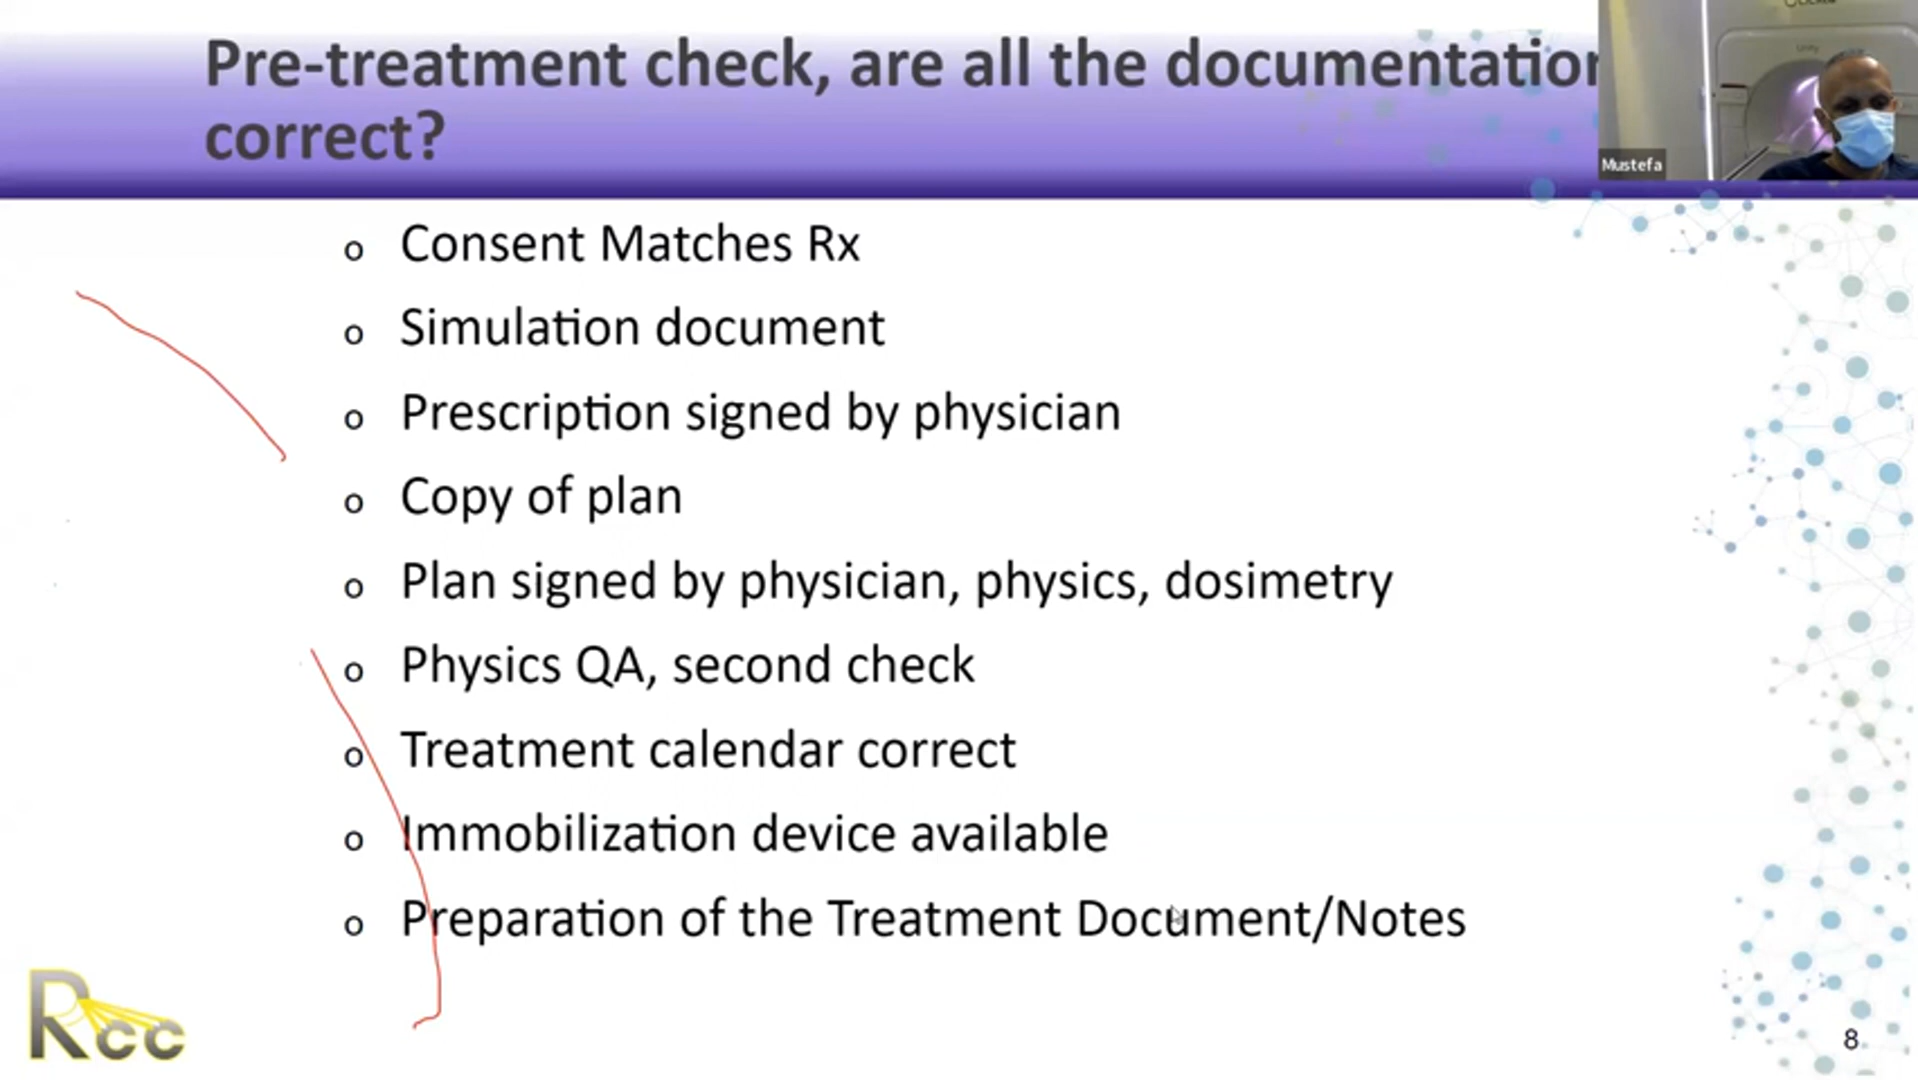 Pre-treatment check, are all the documentation
correct?
Unity
Mustefa
o Consent Matches Rx
o Simulation document
o Prescription signed by physician
o Copy of plan
o Plan signed by physician, physics, dosimetry
o Physics QA, second check
o Treatment calendar correct
o Immobilization device available
o Preparation of the Treatment Document/Notes
Rcc
8